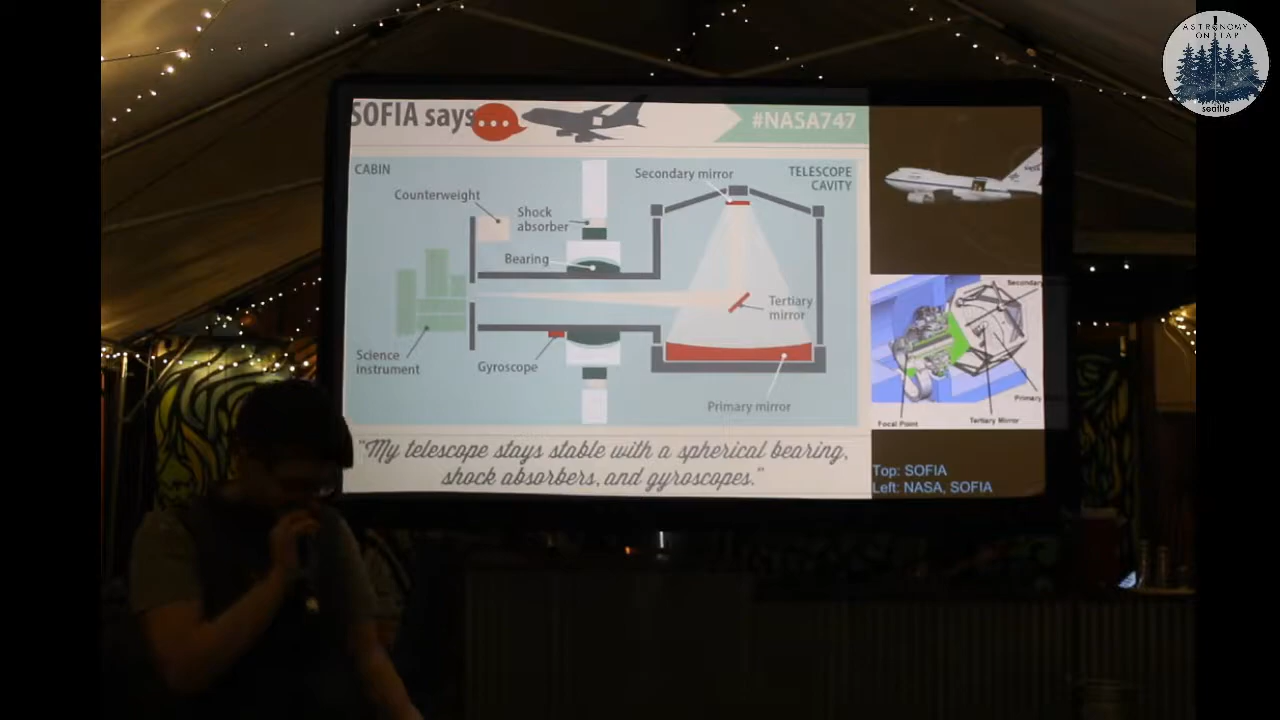 SOFIA says
#NASA747
CABIN
TELESCOPE
CAVITY
Secondary mirror
Counterweight
Shock
absorber
Bearing
Tertiary
mirror
Science
instrument
Gyroscope
Primary mirror
"My telescope stays stable with a spherical bearing,
shock absorbers, and gyroscopes."
Secondary
Primary
Focal Point
Tertiary Mirror
Top: SOFIA
Left: NASA, SOFIA
ASTRONOMY
ON TAP
seattle